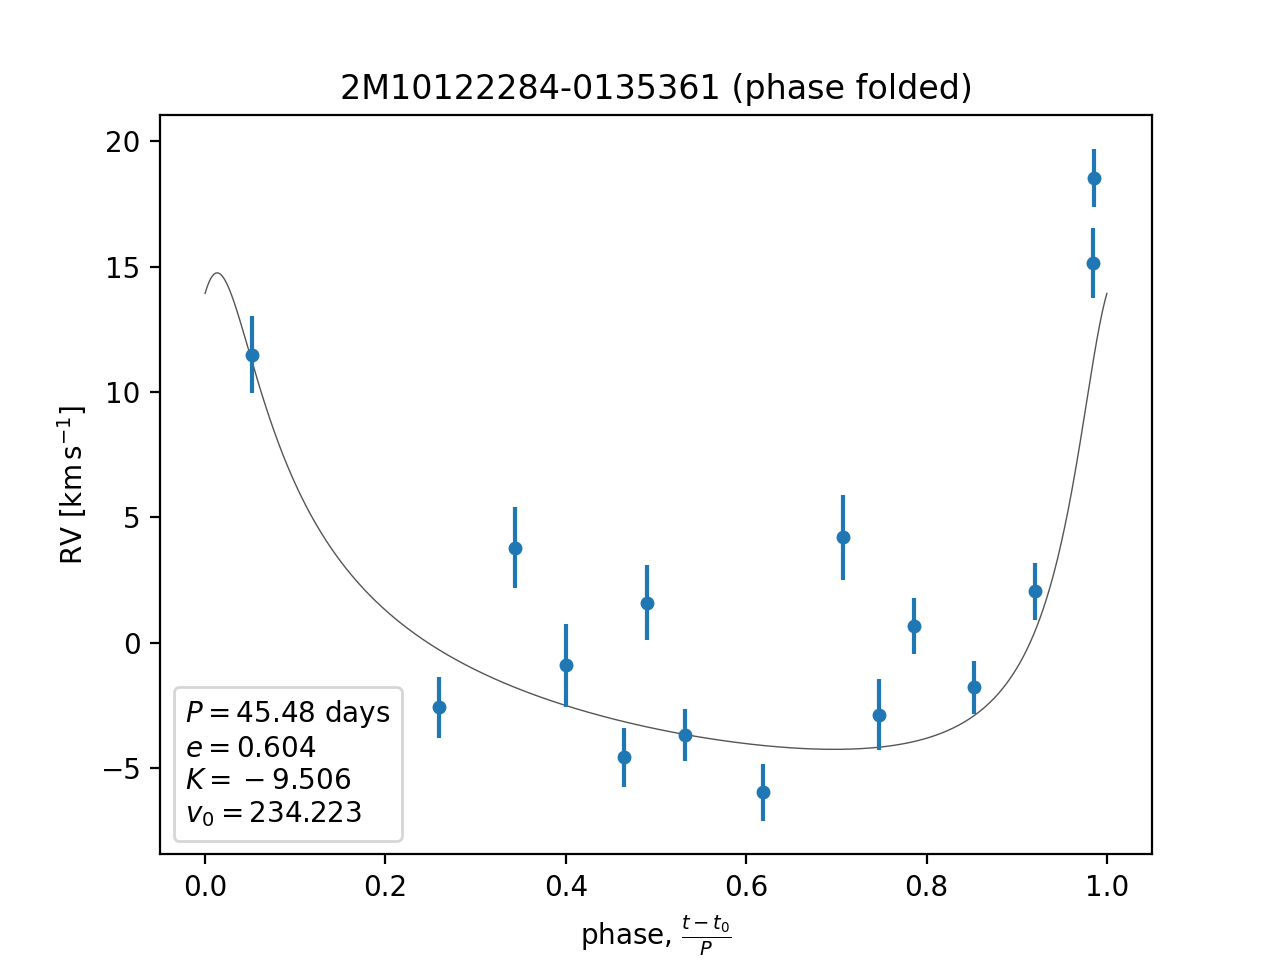 2M10122284-0135361 (phase folded)
20
15
10
5
0
−5
RV [km s⁻¹]
P = 45.48 days
e = 0.604
K = −9.506
v₀ = 234.223
0.0 0.2 0.4 0.6 0.8 1.0
phase, (t − t₀)/P